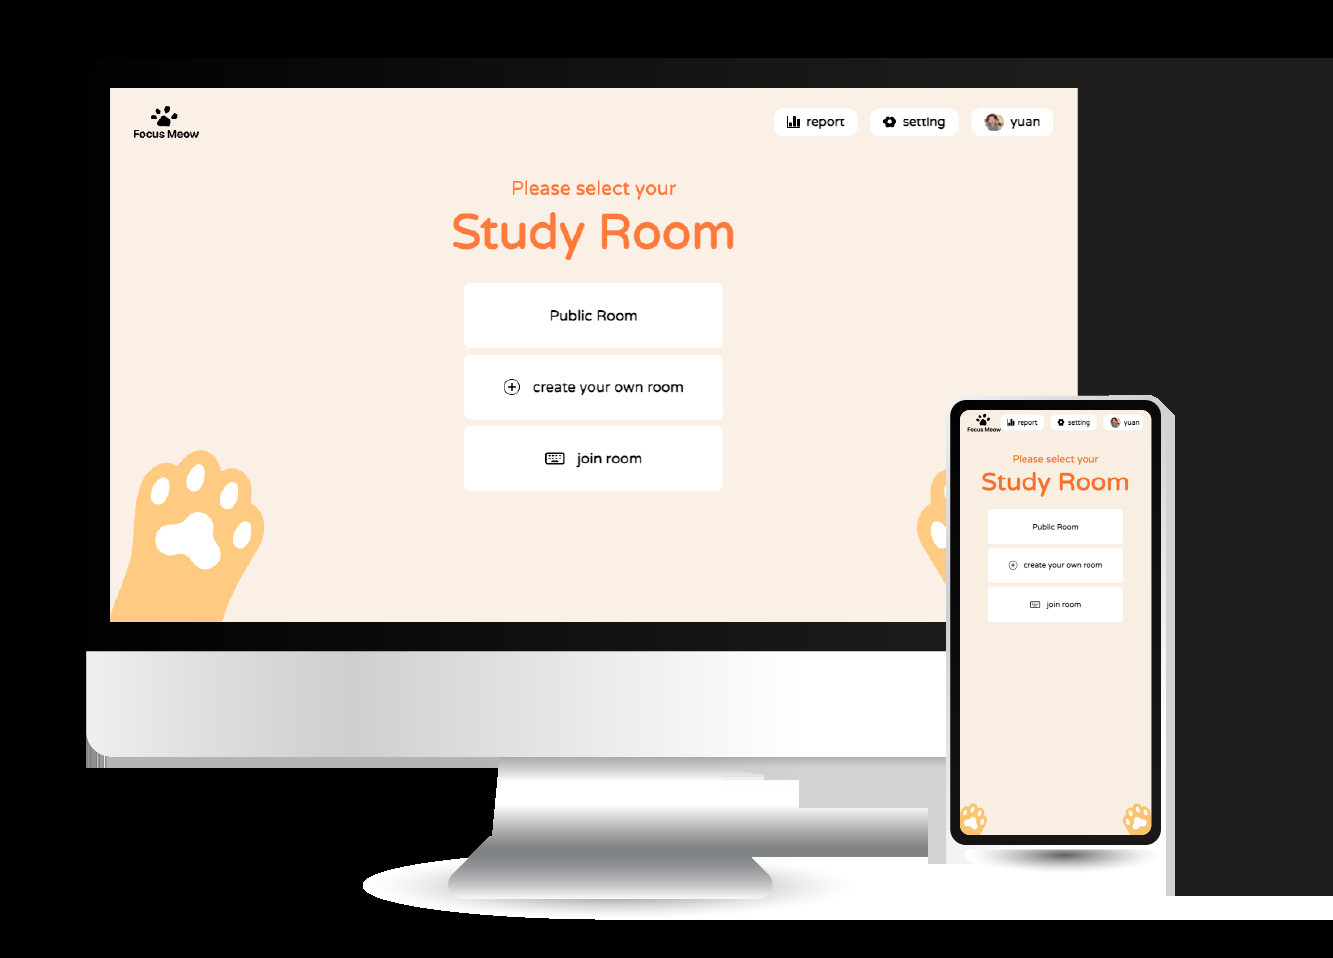 Focus Meow
report
setting
yuan
Please select your
Study Room
Public Room
create your own room
join room
Focus Meow
report
setting
yuan
Please select your
Study Room
Public Room
create your own room
join room